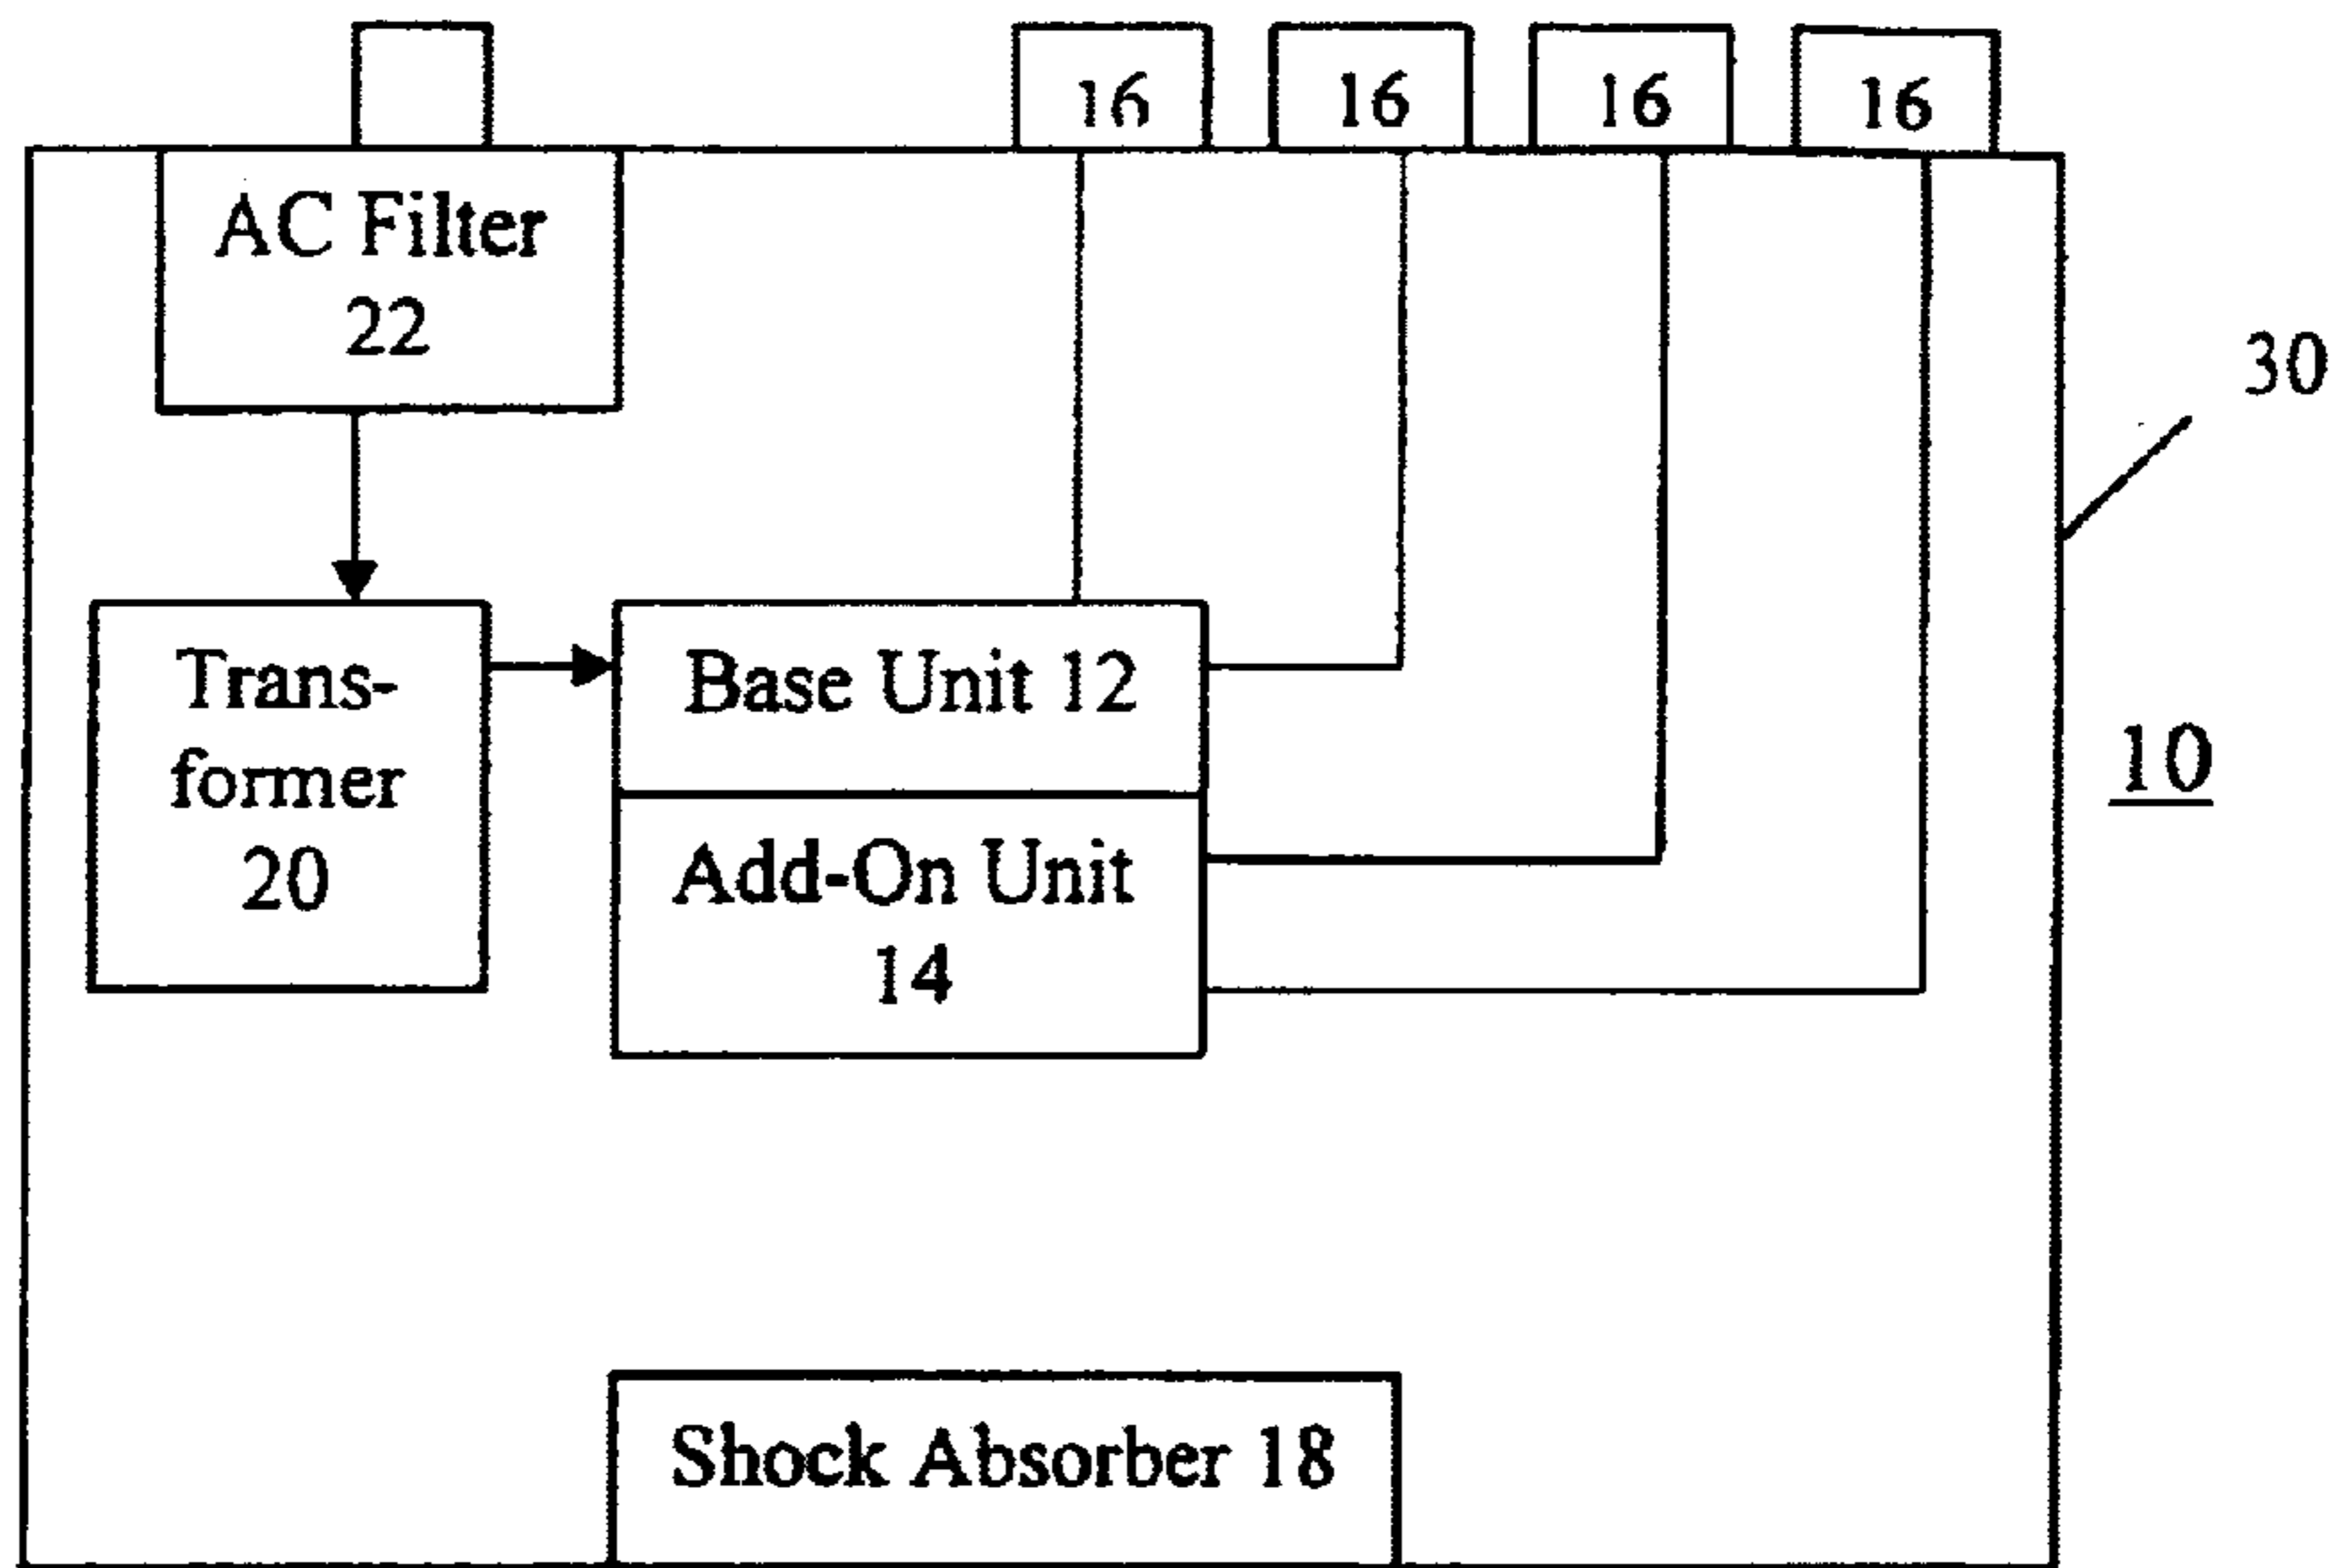 16 16 16 16
AC Filter
22
30
Trans-
former
20
Base Unit 12
Add-On Unit
14
10
Shock Absorber 18